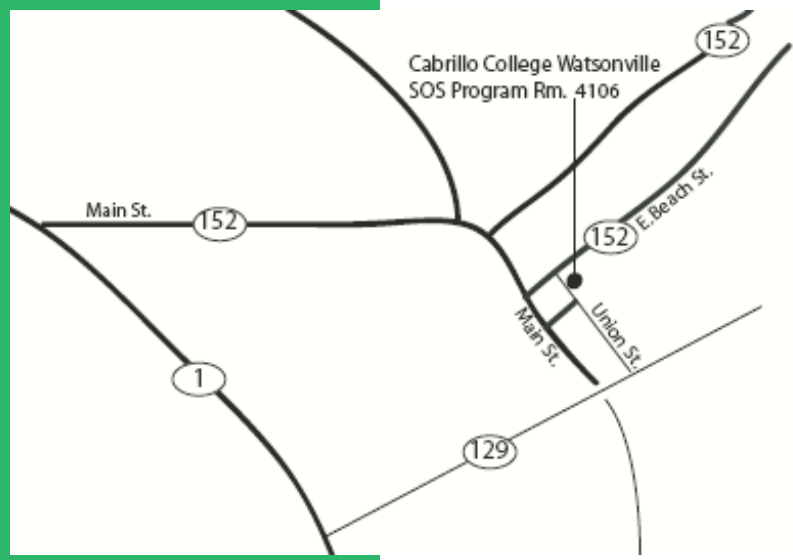 152
Cabrillo College Watsonville
SOS Program Rm. 4106
Main St.
152
152
E.Beach St.
Main St.
Union St.
1
129